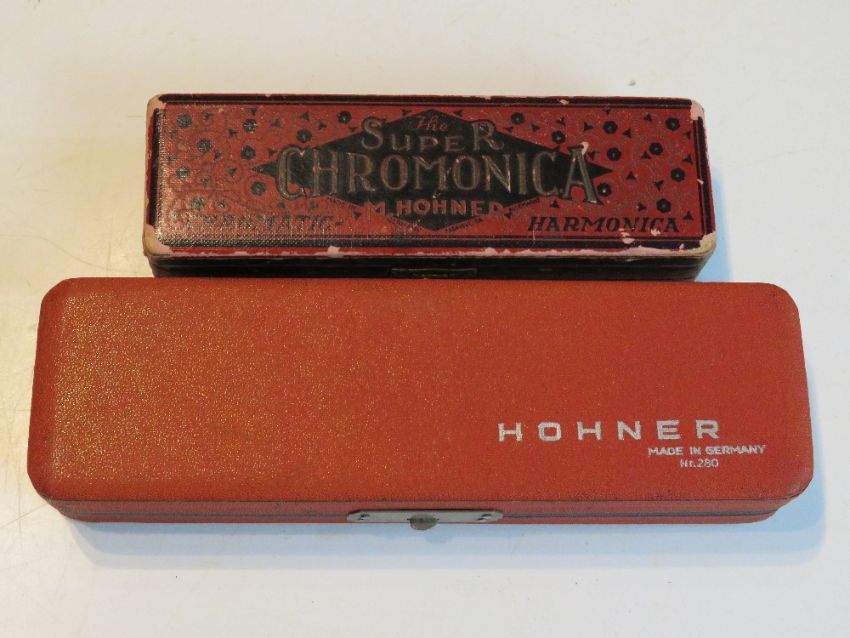 The
SUPER
CHROMONICA
M. HOHNER
CHROMATIC HARMONICA
HOHNER
MADE IN GERMANY
Nr. 280